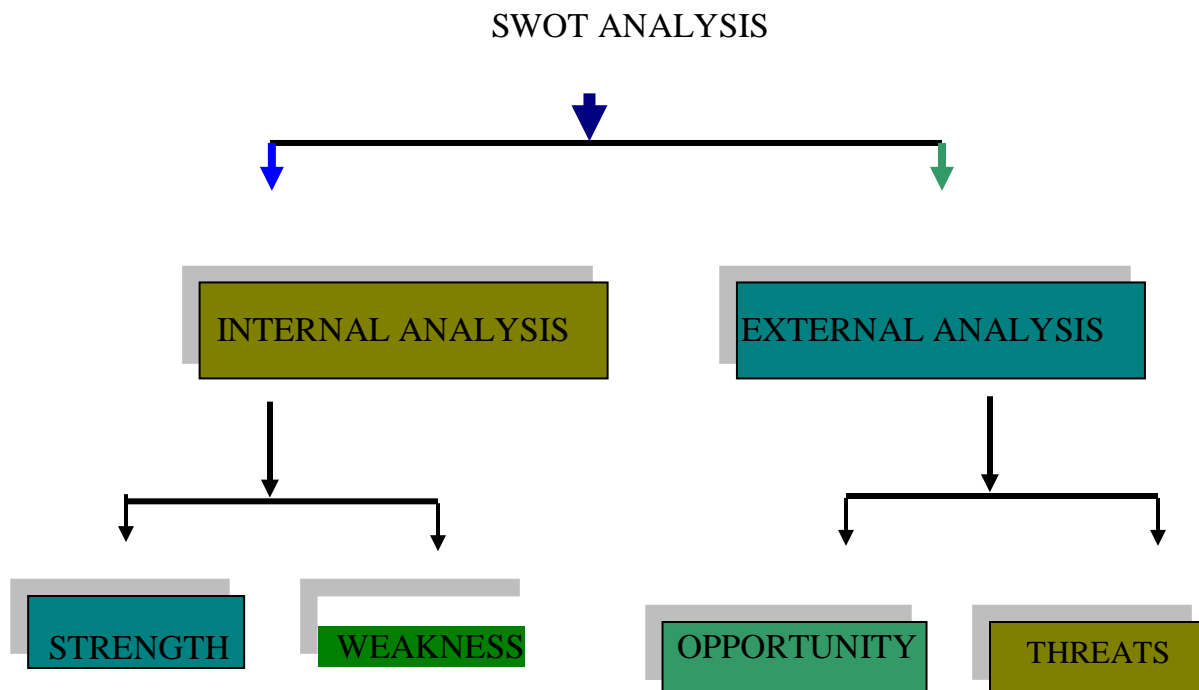 SWOT ANALYSIS
INTERNAL ANALYSIS
EXTERNAL ANALYSIS
STRENGTH
WEAKNESS
OPPORTUNITY
THREATS